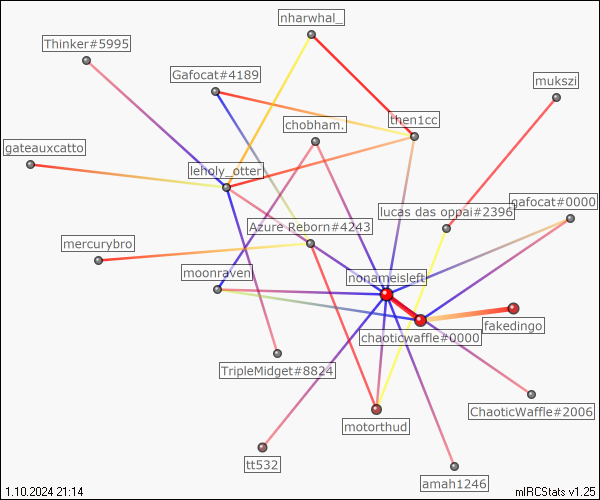 nharwhal_
Thinker#5995
Gafocat#4189
mukszi
then1cc
chobham.
gateauxcatto
leholy_otter
gafocat#0000
lucas das oppai#2396
Azure Reborn#4243
mercurybro
moonraven
nonameisleft
fakedingo
chaoticwaffle#0000
TripleMidget#8824
ChaoticWaffle#2006
motorthud
tt532
amah1246
1.10.2024 21:14
mIRCStats v1.25